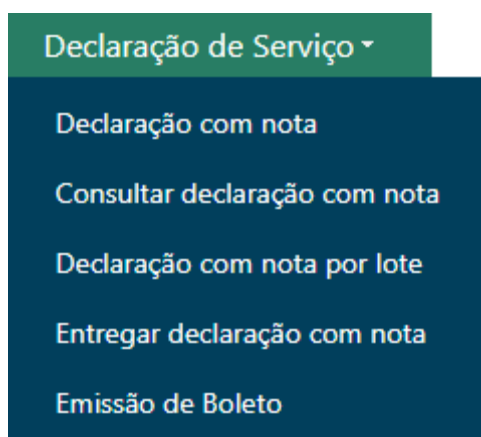 Declaração de Serviço
Declaração com nota
Consultar declaração com nota
Declaração com nota por lote
Entregar declaração com nota
Emissão de Boleto